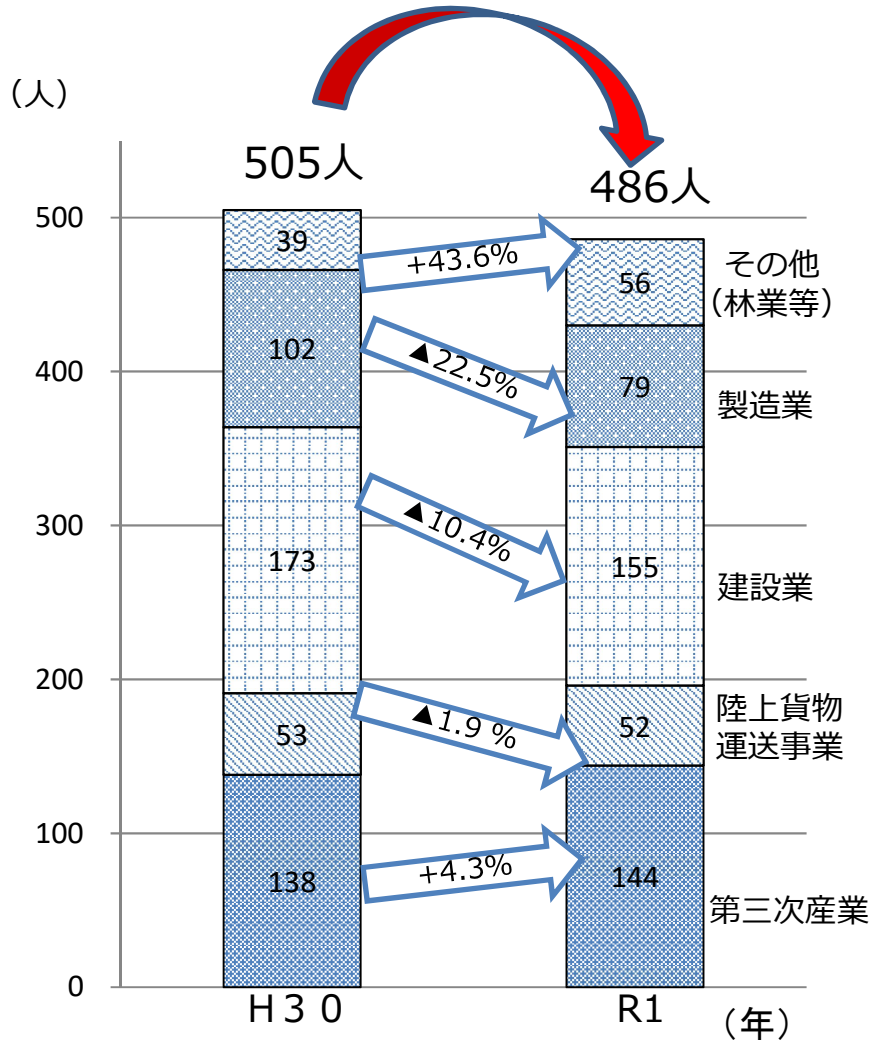 （人）
505人
486人
500
39
+43.6%
56
その他
（林業等）
400
102
▲22.5%
79
製造業
300
173
▲10.4%
155
建設業
200
53
▲1.9 %
52
陸上貨物
運送事業
100
138
+4.3%
144
第三次産業
0
H３０
R1
（年）